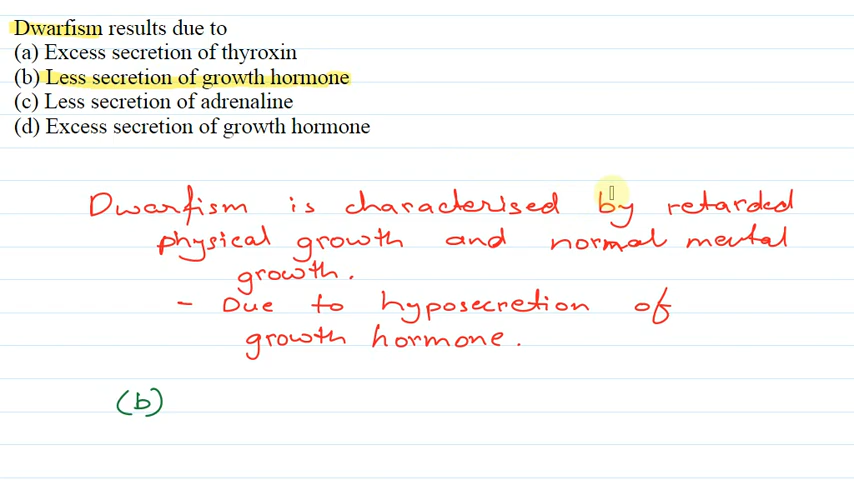 Dwarfism results due to
(a) Excess secretion of thyroxin
(b) Less secretion of growth hormone
(c) Less secretion of adrenaline
(d) Excess secretion of growth hormone
Dwarfism is characterised by retarded
physical growth and normal mental
growth.
- Due to hyposecretion of
growth hormone.
(b)